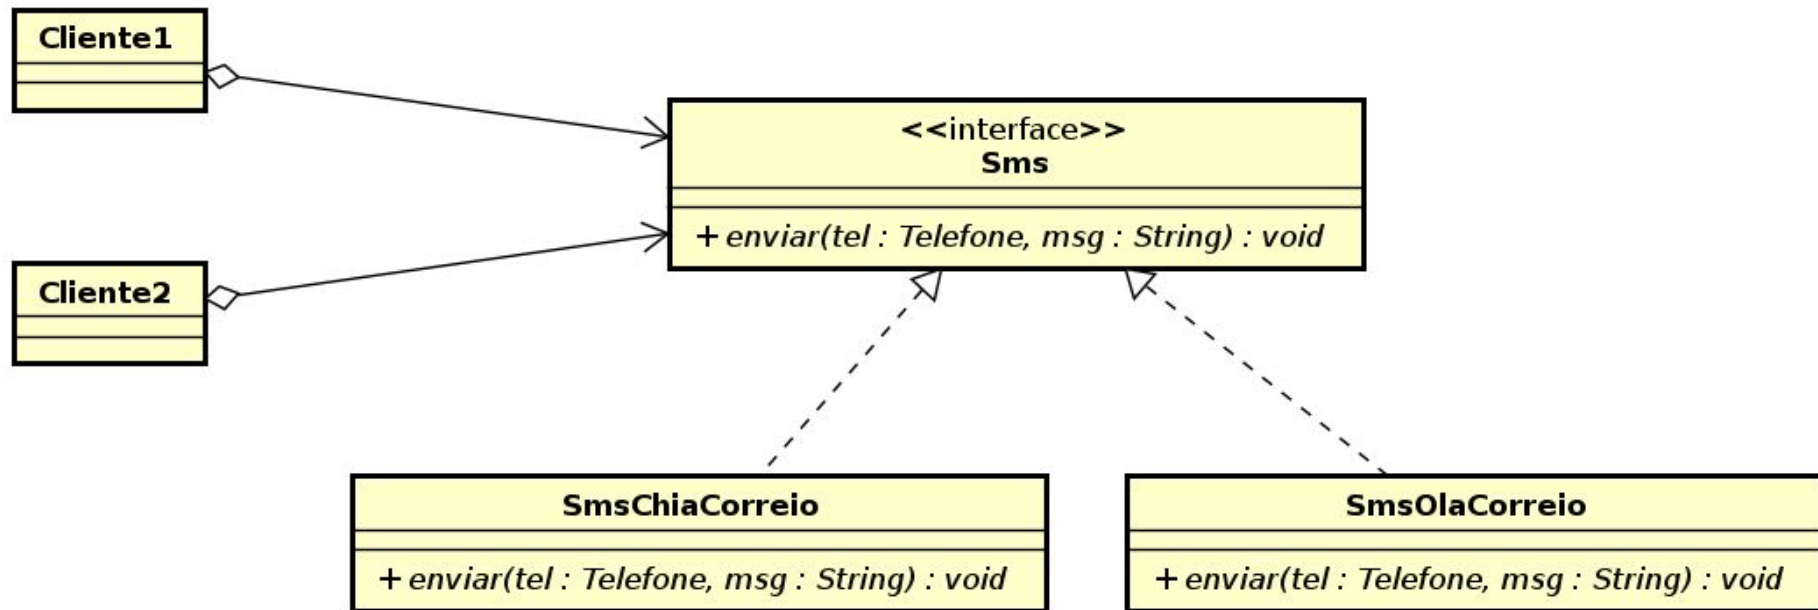 Cliente1
<<interface>>
Sms
+ enviar(tel : Telefone, msg : String) : void
Cliente2
SmsChiaCorreio
+ enviar(tel : Telefone, msg : String) : void
SmsOlaCorreio
+ enviar(tel : Telefone, msg : String) : void